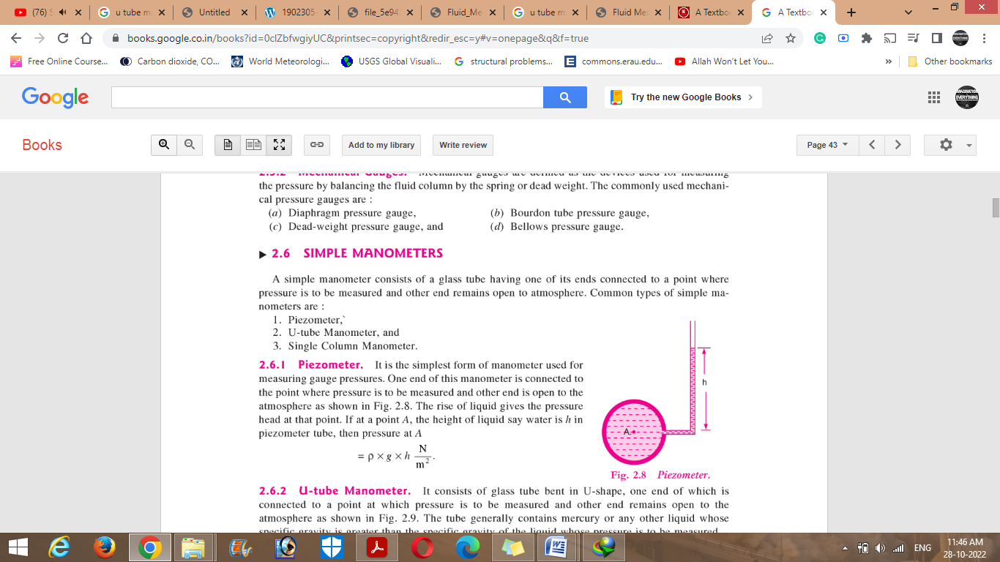 (76) S
u tube m
Untitled
1902305
file_5e94
Fluid_Me
u tube m
Fluid Me
A Textbo
A Textbo
books.google.co.in/books?id=0clZbfwgiyUC&printsec=copyright&redir_esc=y#v=onepage&q&f=true
Free Online Course... Carbon dioxide, CO... World Meteorologi... USGS Global Visuali... structural problems... commons.erau.edu... Allah Won't Let You... » Other bookmarks
Google
Try the new Google Books
IMAGINATION
EVERYTHING
Books
Add to my library
Write review
Page 43
2.5.2 Mechanical Gauges. Mechanical gauges are defined as the devices used for measuring
the pressure by balancing the fluid column by the spring or dead weight. The commonly used mechani-
cal pressure gauges are :
(a) Diaphragm pressure gauge, (b) Bourdon tube pressure gauge,
(c) Dead-weight pressure gauge, and (d) Bellows pressure gauge.
▶ 2.6 SIMPLE MANOMETERS
A simple manometer consists of a glass tube having one of its ends connected to a point where
pressure is to be measured and other end remains open to atmosphere. Common types of simple ma-
nometers are :
1. Piezometer,`
2. U-tube Manometer, and
3. Single Column Manometer.
2.6.1 Piezometer. It is the simplest form of manometer used for
measuring gauge pressures. One end of this manometer is connected to
the point where pressure is to be measured and other end is open to the
atmosphere as shown in Fig. 2.8. The rise of liquid gives the pressure
head at that point. If at a point A, the height of liquid say water is h in
piezometer tube, then pressure at A
= ρ × g × h N/m².
h
A
Fig. 2.8 Piezometer.
2.6.2 U-tube Manometer. It consists of glass tube bent in U-shape, one end of which is
connected to a point at which pressure is to be measured and other end remains open to the
atmosphere as shown in Fig. 2.9. The tube generally contains mercury or any other liquid whose
specific gravity is greater than the specific gravity of the liquid whose pressure is to be measured.
ENG
11:46 AM
28-10-2022